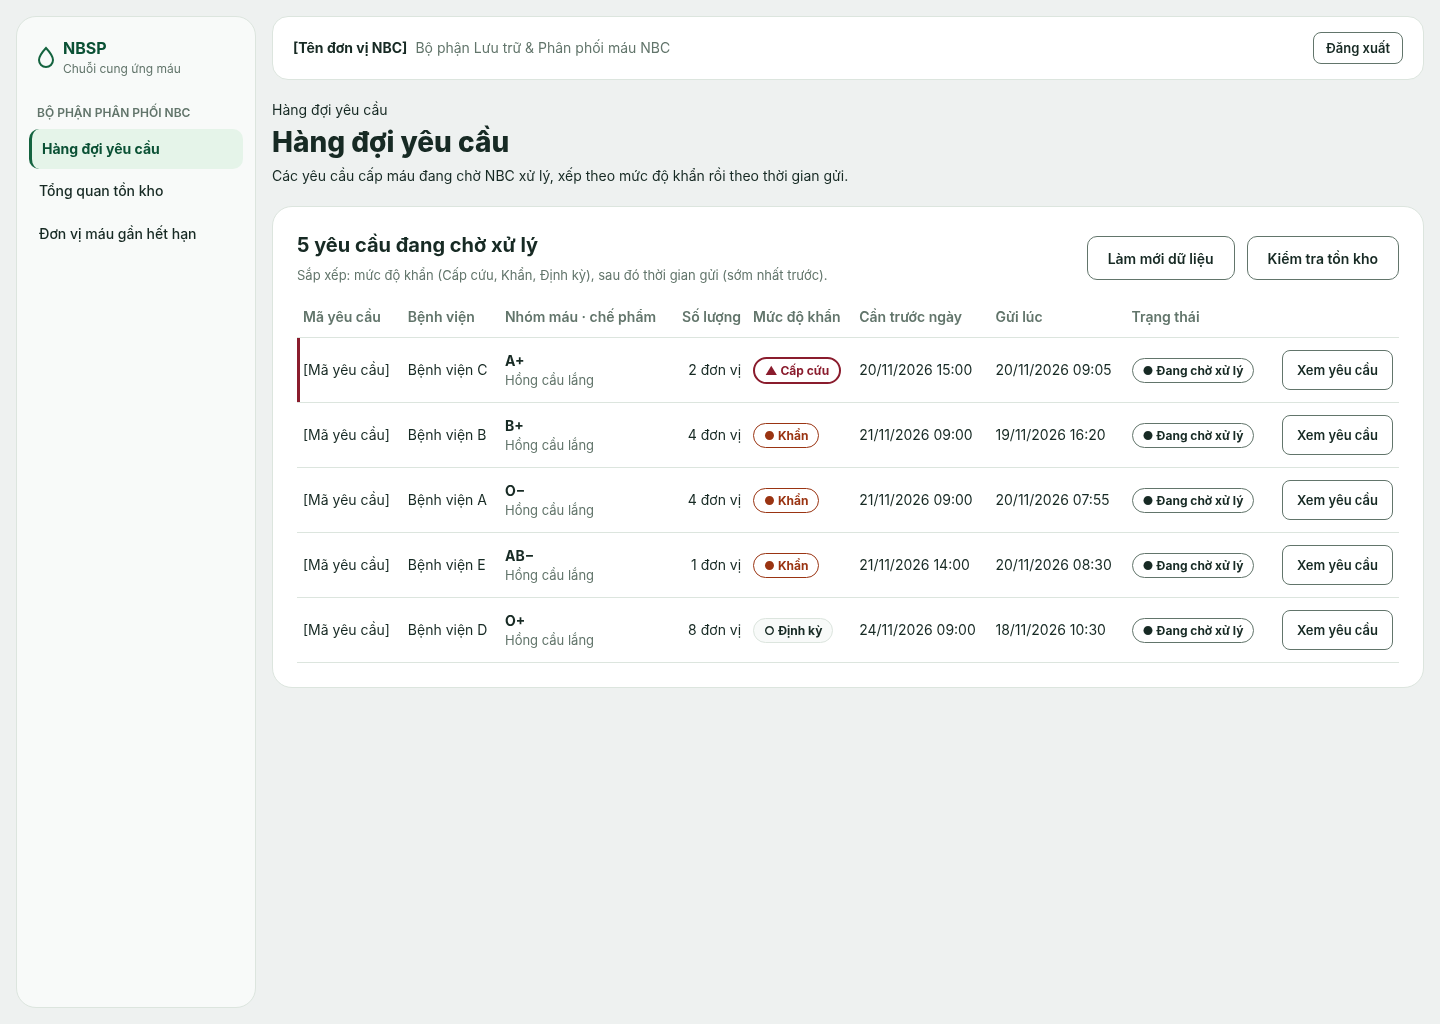 NBSP
Chuỗi cung ứng máu
BỘ PHẬN PHÂN PHỐI NBC
Hàng đợi yêu cầu
Tổng quan tồn kho
Đơn vị máu gần hết hạn
[Tên đơn vị NBC] Bộ phận Lưu trữ & Phân phối máu NBC
Đăng xuất
Hàng đợi yêu cầu
Hàng đợi yêu cầu
Các yêu cầu cấp máu đang chờ NBC xử lý, xếp theo mức độ khẩn rồi theo thời gian gửi.
5 yêu cầu đang chờ xử lý
Sắp xếp: mức độ khẩn (Cấp cứu, Khẩn, Định kỳ), sau đó thời gian gửi (sớm nhất trước).
Làm mới dữ liệu
Kiểm tra tồn kho
Mã yêu cầu Bệnh viện Nhóm máu · chế phẩm Số lượng Mức độ khẩn Cần trước ngày Gửi lúc Trạng thái
[Mã yêu cầu] Bệnh viện C A+ Hồng cầu lắng 2 đơn vị ▲ Cấp cứu 20/11/2026 15:00 20/11/2026 09:05 ● Đang chờ xử lý Xem yêu cầu
[Mã yêu cầu] Bệnh viện B B+ Hồng cầu lắng 4 đơn vị ● Khẩn 21/11/2026 09:00 19/11/2026 16:20 ● Đang chờ xử lý Xem yêu cầu
[Mã yêu cầu] Bệnh viện A O− Hồng cầu lắng 4 đơn vị ● Khẩn 21/11/2026 09:00 20/11/2026 07:55 ● Đang chờ xử lý Xem yêu cầu
[Mã yêu cầu] Bệnh viện E AB− Hồng cầu lắng 1 đơn vị ● Khẩn 21/11/2026 14:00 20/11/2026 08:30 ● Đang chờ xử lý Xem yêu cầu
[Mã yêu cầu] Bệnh viện D O+ Hồng cầu lắng 8 đơn vị ○ Định kỳ 24/11/2026 09:00 18/11/2026 10:30 ● Đang chờ xử lý Xem yêu cầu